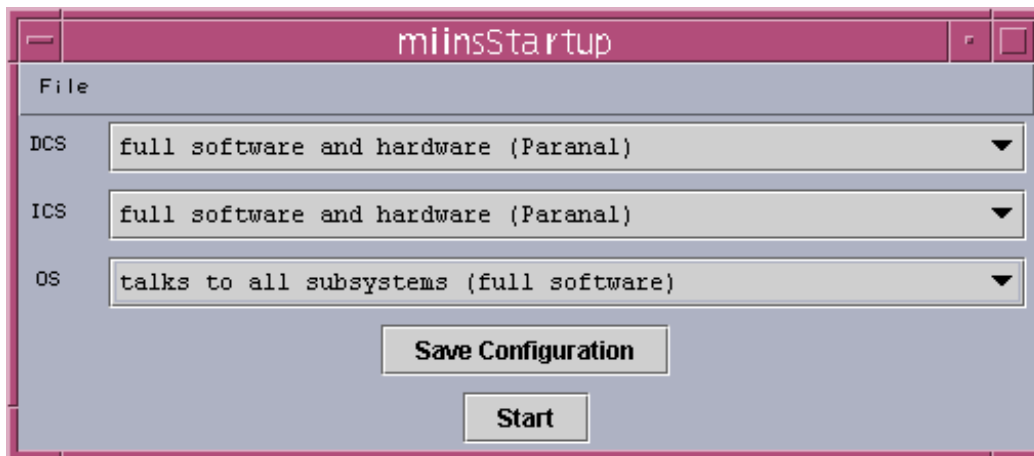 miinsStartup
File
DCS full software and hardware (Paranal)
ICS full software and hardware (Paranal)
OS talks to all subsystems (full software)
Save Configuration
Start